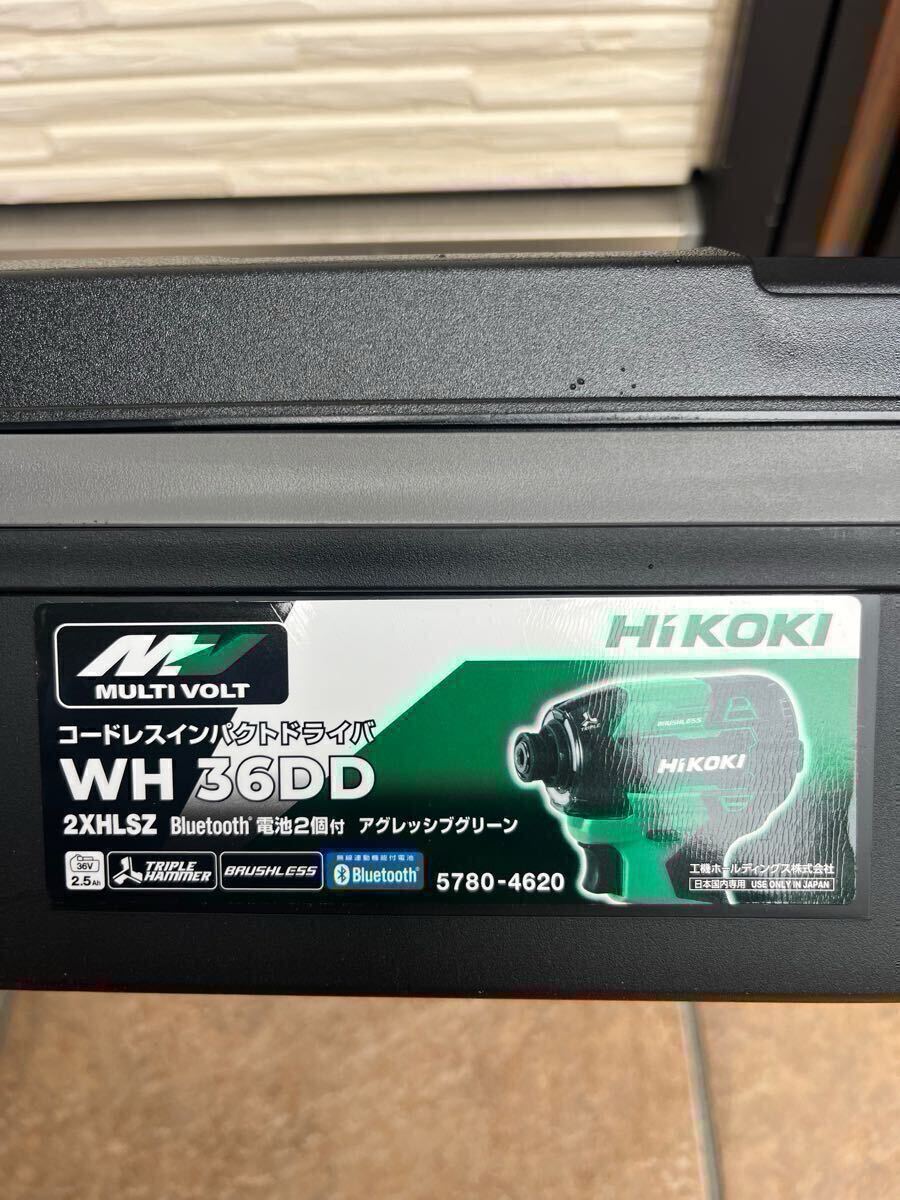 MV
MULTI VOLT
HiKOKI
コードレスインパクトドライバ
WH 36DD
2XHLSZ Bluetooth® 電池2個付 アグレッシブグリーン
36V
2.5Ah
TRIPLE
HAMMER
BRUSHLESS
無線連動機能付電池
Bluetooth®
5780-4620
TRIPLE
BRUSHLESS
HiKOKI
工機ホールディングス株式会社
日本国内専用 USE ONLY IN JAPAN